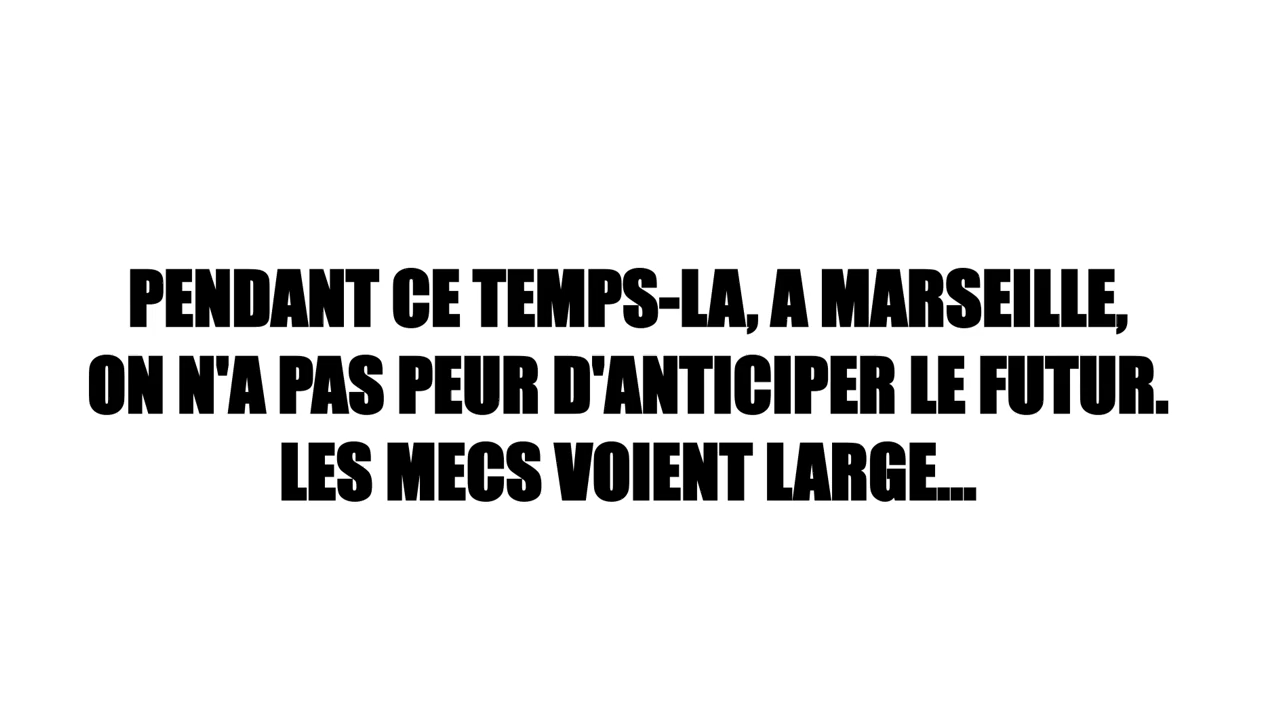 PENDANT CE TEMPS-LA, A MARSEILLE,
ON N'A PAS PEUR D'ANTICIPER LE FUTUR.
LES MECS VOIENT LARGE...